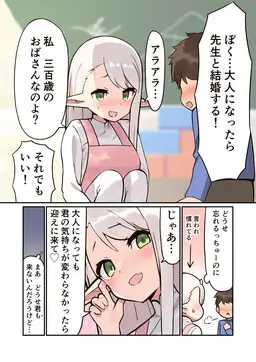 ぼく…大人になったら
先生と結婚する！
アラアラ…
私 三百歳の
おばさんなのよ？
それでも
いい！
じゃあ…
大人になっても
君の気持ちが
変わらなかったら
迎えに来て♡
どうせ
忘れるっちゅーのに
言われ
慣れてる
まあ どうせ君も
来ないんだろうけど…